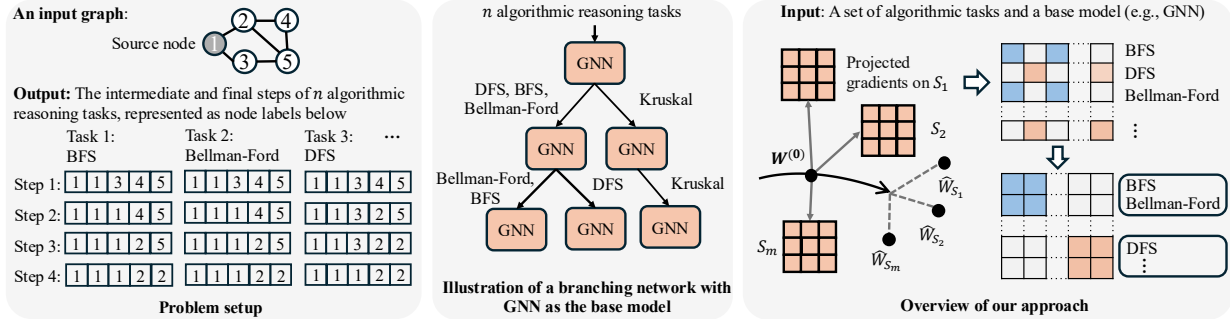 An input graph:
Source node
1
2
4
3
5
Output: The intermediate and final steps of n algorithmic
reasoning tasks, represented as node labels below
Task 1:
BFS
Task 2:
Bellman-Ford
Task 3:
DFS
...
Step 1: 1 1 3 4 5 1 1 3 4 5 1 1 3 4 5
Step 2: 1 1 1 4 5 1 1 1 4 5 1 1 3 2 5
Step 3: 1 1 1 2 5 1 1 1 2 5 1 1 3 2 2
Step 4: 1 1 1 2 2 1 1 1 2 2 1 1 1 2 2
Problem setup
n algorithmic reasoning tasks
GNN
DFS, BFS,
Bellman-Ford
Kruskal
GNN
GNN
Bellman-Ford,
BFS
DFS
Kruskal
GNN
GNN
GNN
Illustration of a branching network with
GNN as the base model
Input: A set of algorithmic tasks and a base model (e.g., GNN)
Projected
gradients on S₁
S₂
W⁽⁰⁾
Sₘ
Ŵ_S₁
Ŵ_S₂
Ŵ_Sₘ
BFS
DFS
Bellman-Ford
⋮
BFS
Bellman-Ford
DFS
⋮
Overview of our approach